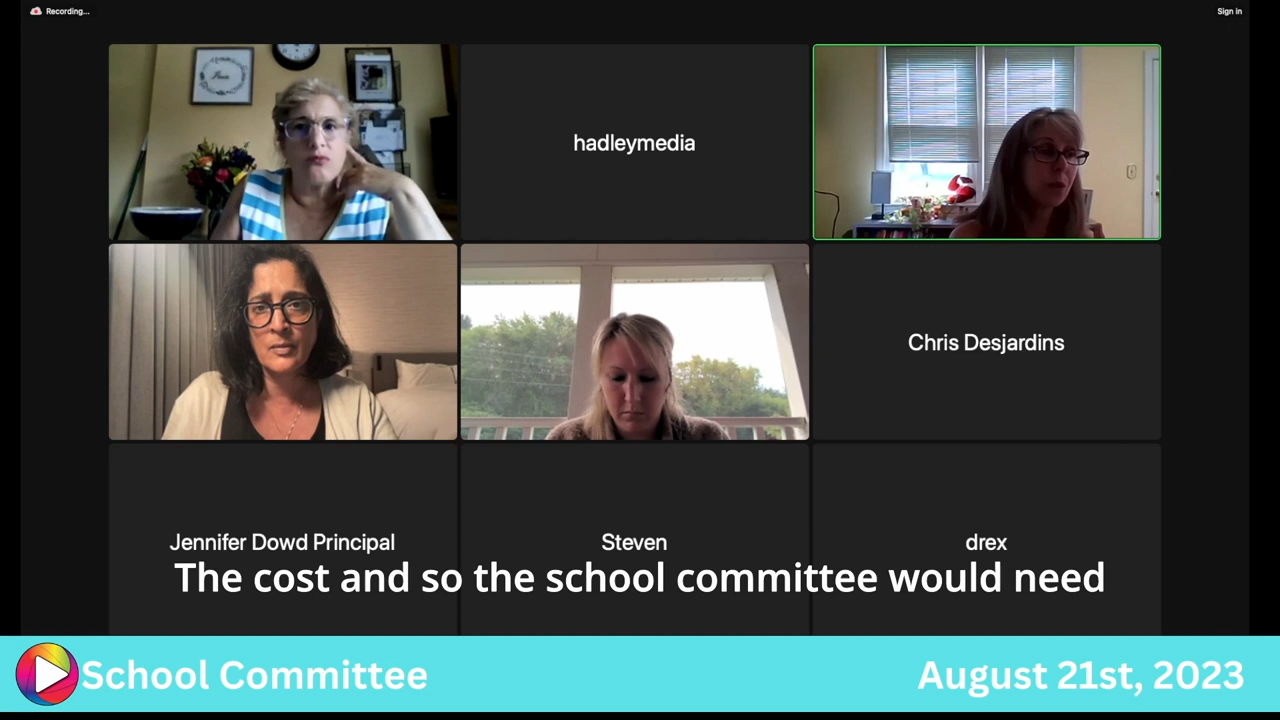 Recording...
Sign in
hadleymedia
Chris Desjardins
Jennifer Dowd Principal
Steven
drex
The cost and so the school committee would need
School Committee
August 21st, 2023